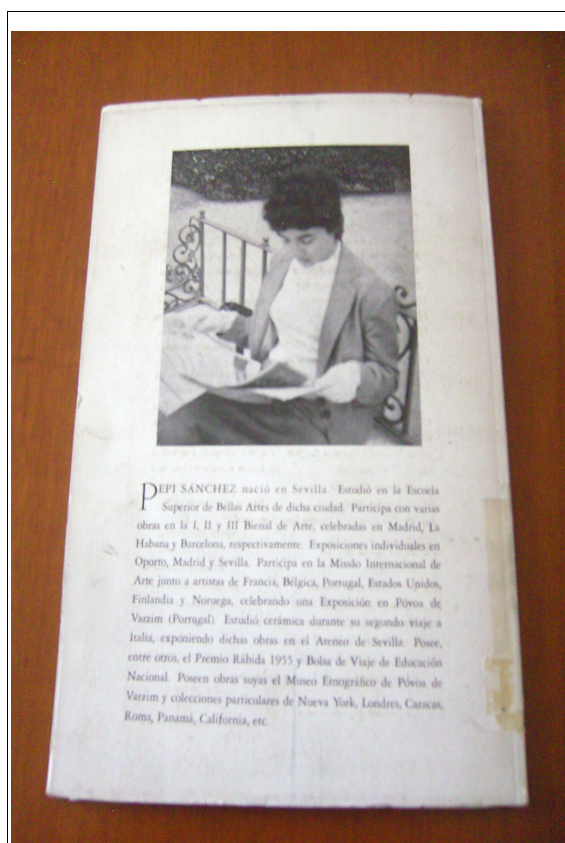 PEPI SÁNCHEZ nació en Sevilla. Estudió en la Escuela
Superior de Bellas Artes de dicha ciudad. Participa con varias
obras en la I, II y III Bienal de Arte, celebradas en Madrid, La
Habana y Barcelona, respectivamente. Exposiciones individuales en
Oporto, Madrid y Sevilla. Participa en la Missão Internacional de
Arte junto a artistas de Francia, Bélgica, Portugal, Estados Unidos,
Finlandia y Noruega, celebrando una Exposición en Póvoa de
Varzim (Portugal). Estudió cerámica durante su segundo viaje a
Italia, exponiendo dichas obras en el Ateneo de Sevilla. Posee,
entre otros, el Premio Rábida 1955 y Bolsa de Viaje de Educación
Nacional. Poseen obras suyas el Museo Etnográfico de Póvoa de
Varzim y colecciones particulares de Nueva York, Londres, Caracas,
Roma, Panamá, California, etc.